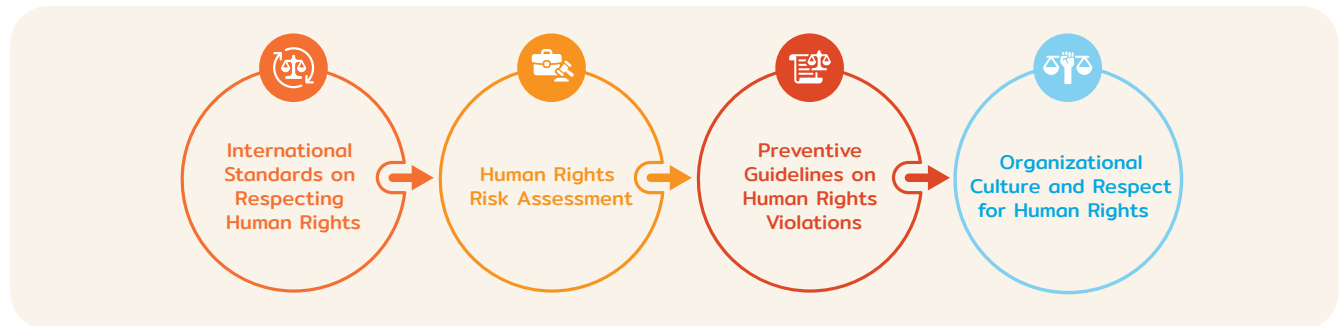 International
Standards on
Respecting
Human Rights
Human Rights
Risk Assessment
Preventive
Guidelines on
Human Rights
Violations
Organizational
Culture and Respect
for Human Rights